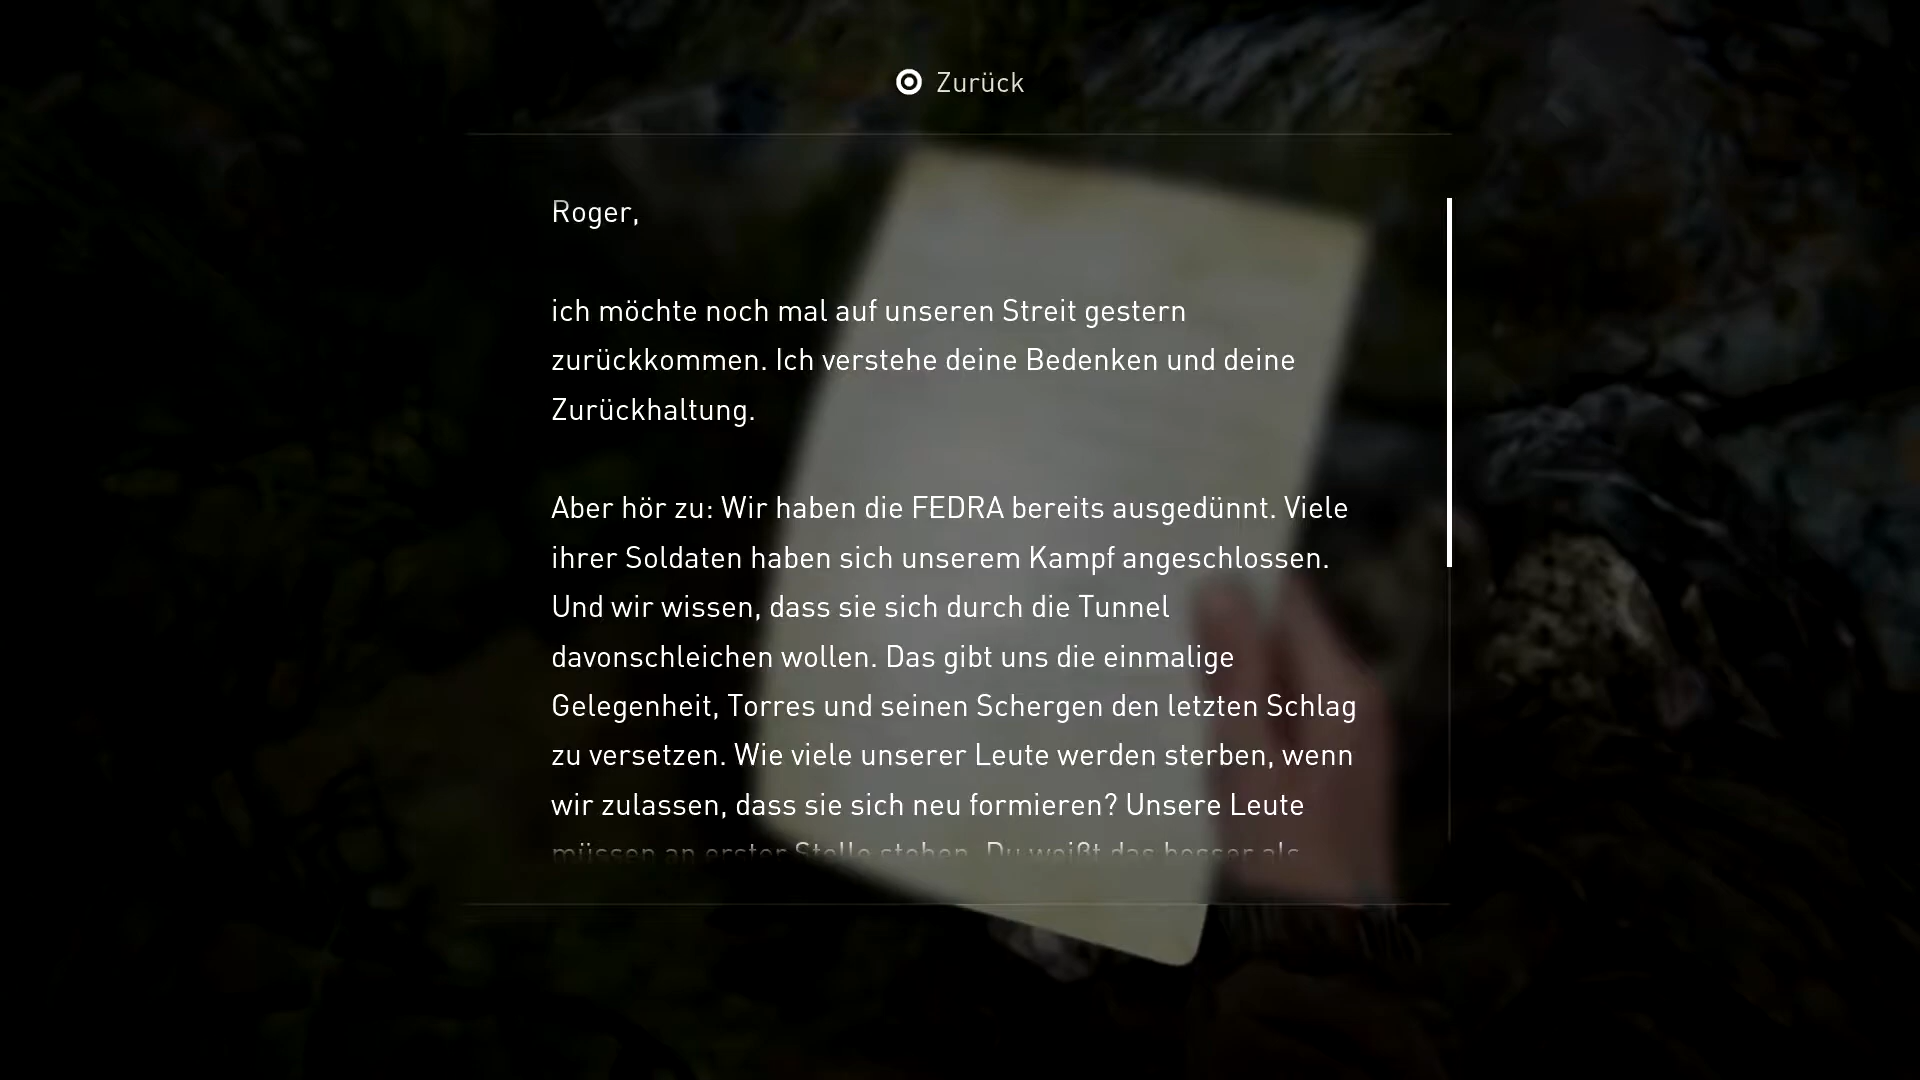 Zurück
Roger,
ich möchte noch mal auf unseren Streit gestern
zurückkommen. Ich verstehe deine Bedenken und deine
Zurückhaltung.
Aber hör zu: Wir haben die FEDRA bereits ausgedünnt. Viele
ihrer Soldaten haben sich unserem Kampf angeschlossen.
Und wir wissen, dass sie sich durch die Tunnel
davonschleichen wollen. Das gibt uns die einmalige
Gelegenheit, Torres und seinen Schergen den letzten Schlag
zu versetzen. Wie viele unserer Leute werden sterben, wenn
wir zulassen, dass sie sich neu formieren? Unsere Leute
müssen an erster Stelle stehen. Du weißt das besser als